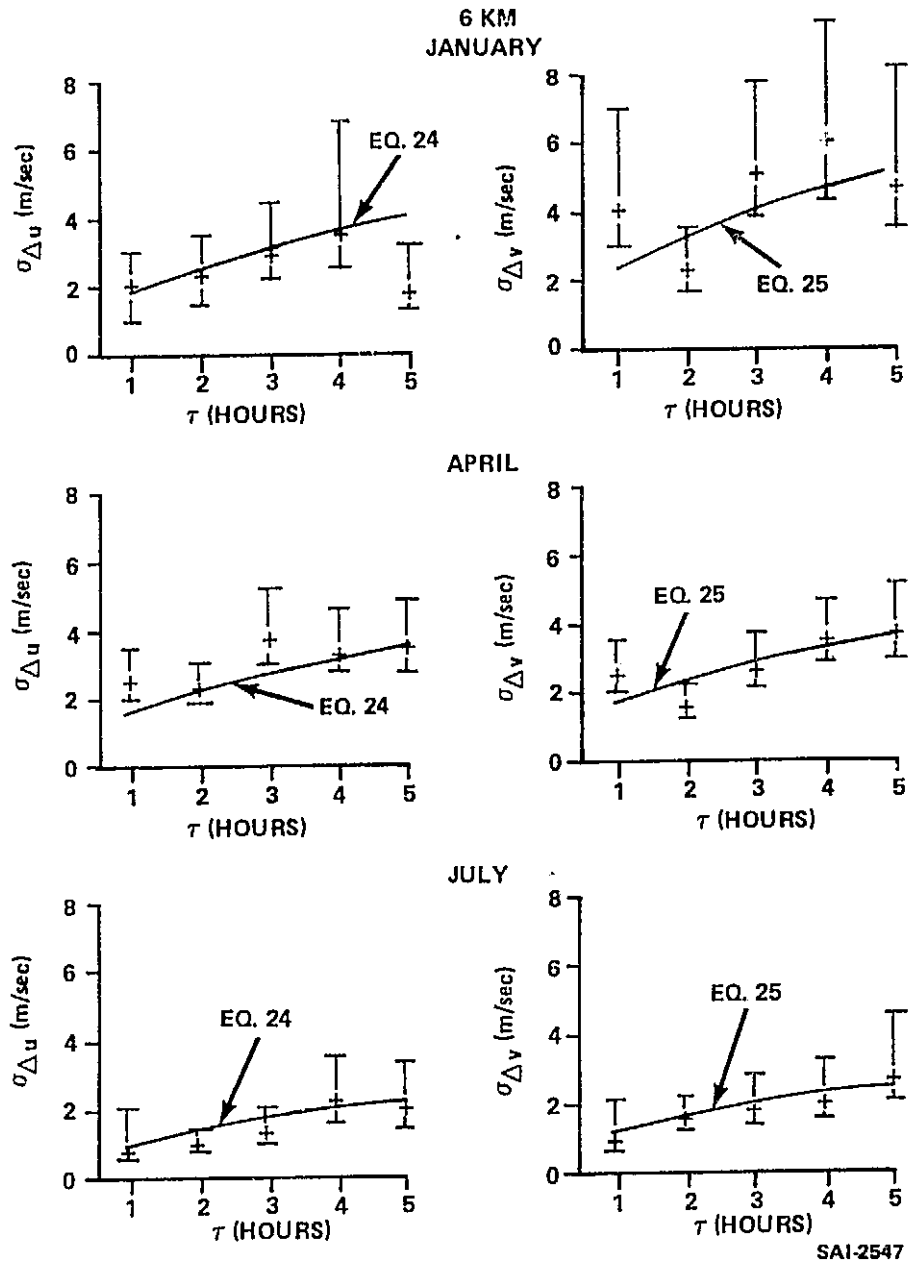 6 KM
JANUARY
σΔu (m/sec)
8
6
4
2
0
EQ. 24
1 2 3 4 5
τ (HOURS)
σΔv (m/sec)
8
6
4
2
0
EQ. 25
1 2 3 4 5
τ (HOURS)
APRIL
σΔu (m/sec)
8
6
4
2
0
EQ. 24
1 2 3 4 5
τ (HOURS)
σΔv (m/sec)
8
6
4
2
0
EQ. 25
1 2 3 4 5
τ (HOURS)
JULY
σΔu (m/sec)
8
6
4
2
0
EQ. 24
1 2 3 4 5
τ (HOURS)
σΔv (m/sec)
8
6
4
2
0
EQ. 25
1 2 3 4 5
τ (HOURS)
SAI-2547